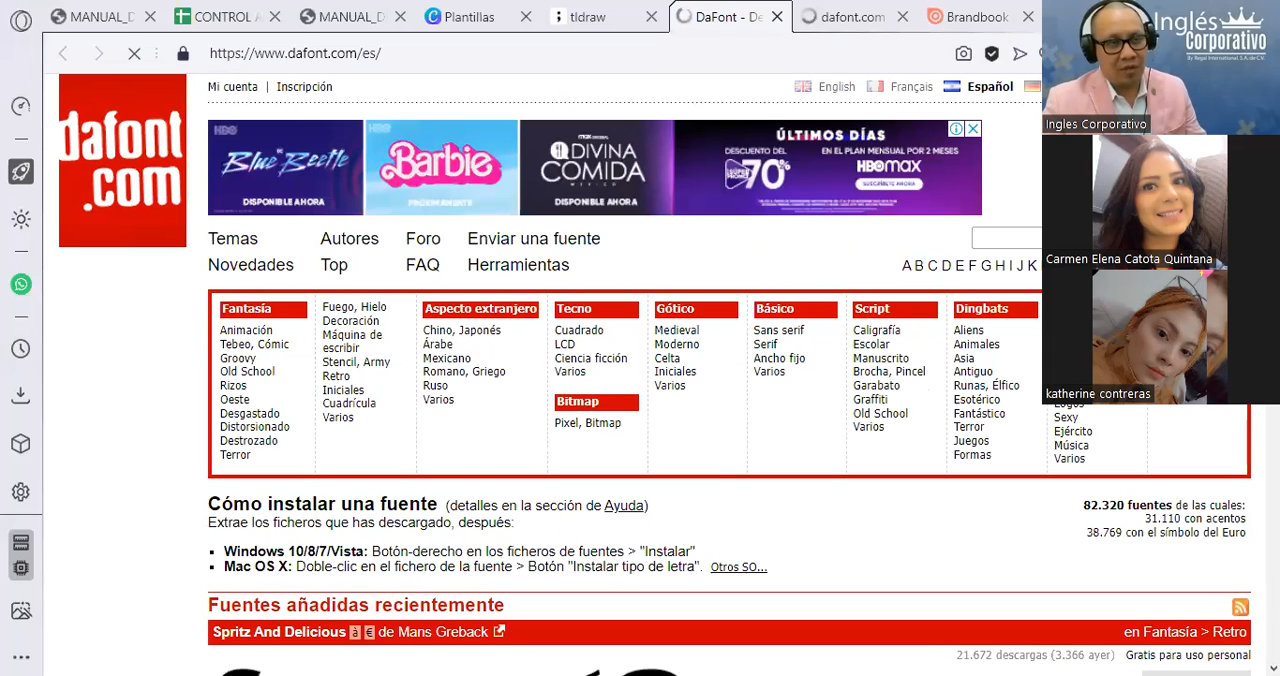 MANUAL_D
CONTROL A
MANUAL_D
Plantillas
tldraw
DaFont - De
dafont.com
Brandbook
https://www.dafont.com/es/
dafont
.com
Mi cuenta | Inscripción
English
Français
Español
HBO
BLUE BEETLE
DISPONIBLE AHORA
HBO
Barbie
max ORIGINAL
DIVINA
COMIDA
MÉXICO
DISPONIBLE AHORA
ÚLTIMOS DÍAS
DESCUENTO DEL
70%
EN EL PLAN MENSUAL POR 2 MESES
HBOMAX
SUSCRÍBETE AHORA
Temas Autores Foro Enviar una fuente
Novedades Top FAQ Herramientas
A B C D E F G H I J K
Fantasía
Animación
Tebeo, Cómic
Groovy
Old School
Rizos
Oeste
Desgastado
Distorsionado
Destrozado
Terror
Fuego, Hielo
Decoración
Máquina de
escribir
Stencil, Army
Retro
Iniciales
Cuadrícula
Varios
Aspecto extranjero
Chino, Japonés
Árabe
Mexicano
Romano, Griego
Ruso
Varios
Tecno
Cuadrado
LCD
Ciencia ficción
Varios
Bitmap
Pixel, Bitmap
Gótico
Medieval
Moderno
Celta
Iniciales
Varios
Básico
Sans serif
Serif
Ancho fijo
Varios
Script
Caligrafía
Escolar
Manuscrito
Brocha, Pincel
Garabato
Graffiti
Old School
Varios
Dingbats
Aliens
Animales
Asia
Antiguo
Runas, Élfico
Esotérico
Fantástico
Terror
Juegos
Formas
Logos
Sexy
Ejército
Música
Varios
Cómo instalar una fuente (detalles en la sección de Ayuda)
Extrae los ficheros que has descargado, después:
▪ Windows 10/8/7/Vista: Botón-derecho en los ficheros de fuentes > "Instalar"
▪ Mac OS X: Doble-clic en el fichero de la fuente > Botón "Instalar tipo de letra". Otros SO...
82.320 fuentes de las cuales:
31.110 con acentos
38.769 con el símbolo del Euro
Fuentes añadidas recientemente
Spritz And Delicious à € de Mans Greback
en Fantasía > Retro
21.672 descargas (3.366 ayer) Gratis para uso personal
Inglés
Corporativo
By Regal International, S.A. de C.V.
Ingles Corporativo
Carmen Elena Catota Quintana
katherine contreras